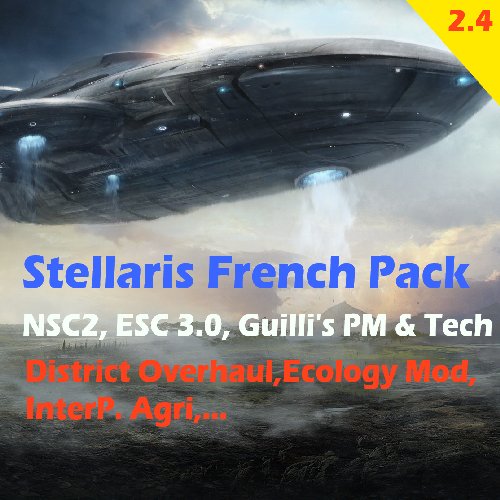 2.4
Stellaris French Pack
NSC2, ESC 3.0, Guilli's PM & Tech
District Overhaul,Ecology Mod,
InterP. Agri,...